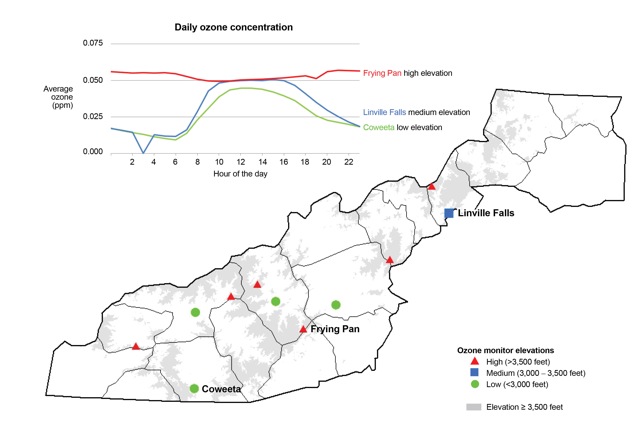 Daily ozone concentration
0.075
0.050
0.025
0.000
Average
ozone
(ppm)
2 4 6 8 10 12 14 16 18 20 22
Hour of the day
Frying Pan high elevation
Linville Falls medium elevation
Coweeta low elevation
Linville Falls
Frying Pan
Coweeta
Ozone monitor elevations
High (>3,500 feet)
Medium (3,000 – 3,500 feet)
Low (<3,000 feet)
Elevation ≥ 3,500 feet